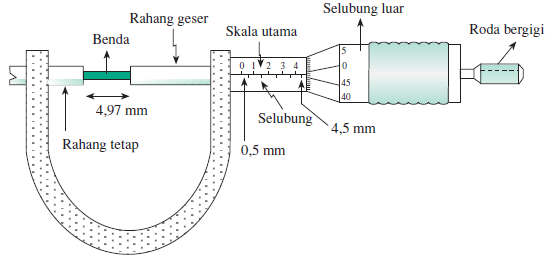 Selubung luar
Rahang geser
Skala utama
Roda bergigi
Benda
5
0
45
40
0 1 2 3 4
4,97 mm
Selubung
4,5 mm
Rahang tetap
0,5 mm